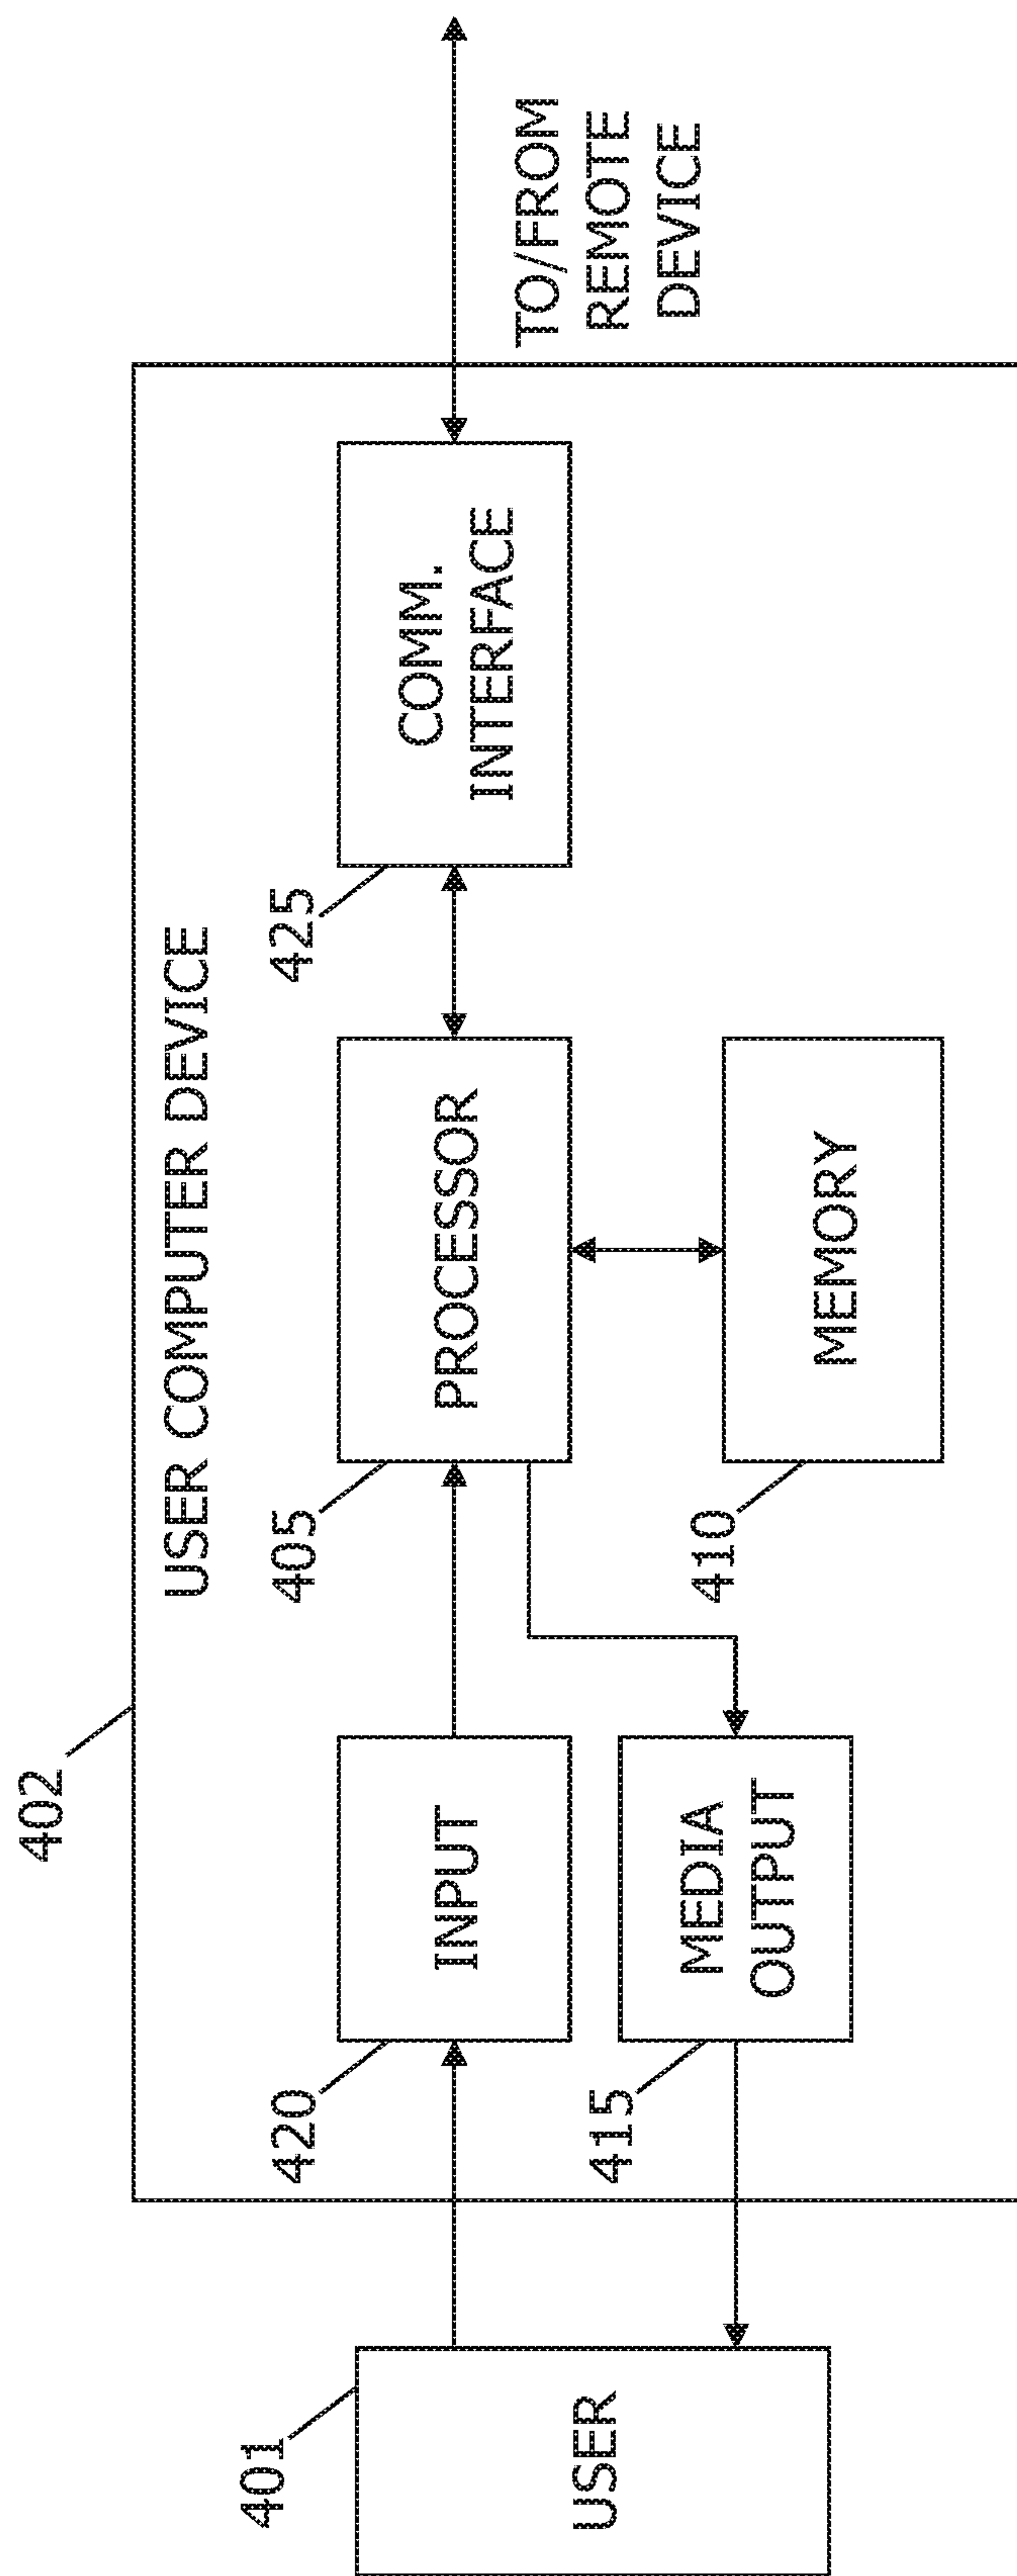 402
USER COMPUTER DEVICE
401
420
405
425
USER
INPUT
PROCESSOR
COMM.
INTERFACE
TO/FROM
REMOTE
DEVICE
415
410
MEDIA
OUTPUT
MEMORY